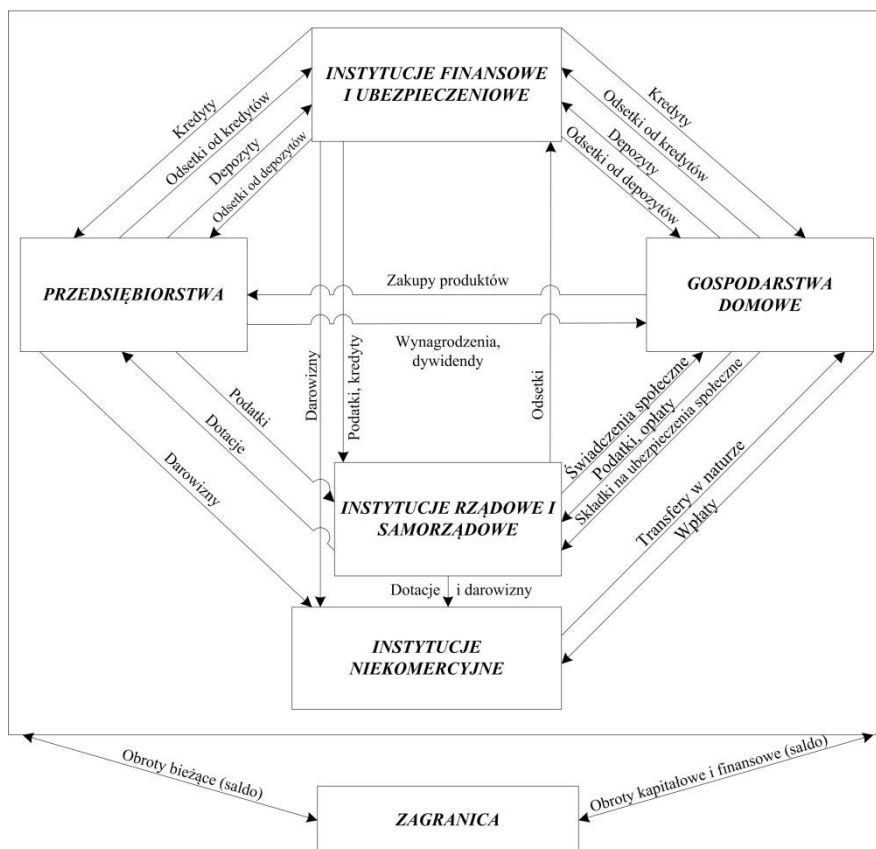 INSTYTUCJE FINANSOWE
I UBEZPIECZENIOWE
Kredyty
Odsetki od kredytów
Depozyty
Odsetki od depozytów
Kredyty
Odsetki od kredytów
Depozyty
Odsetki od depozytów
PRZEDSIĘBIORSTWA
Zakupy produktów
GOSPODARSTWA
DOMOWE
Wynagrodzenia,
dywidendy
Darowizny
Podatki, kredyty
Odsetki
Podatki
Dotacje
Darowizny
Świadczenia społeczne
Podatki, opłaty
Składki na ubezpieczenia społeczne
Transfery w naturze
Wpłaty
INSTYTUCJE RZĄDOWE I
SAMORZĄDOWE
Dotacje i darowizny
INSTYTUCJE
NIEKOMERCYJNE
Obroty bieżące (saldo)
Obroty kapitałowe i finansowe (saldo)
ZAGRANICA